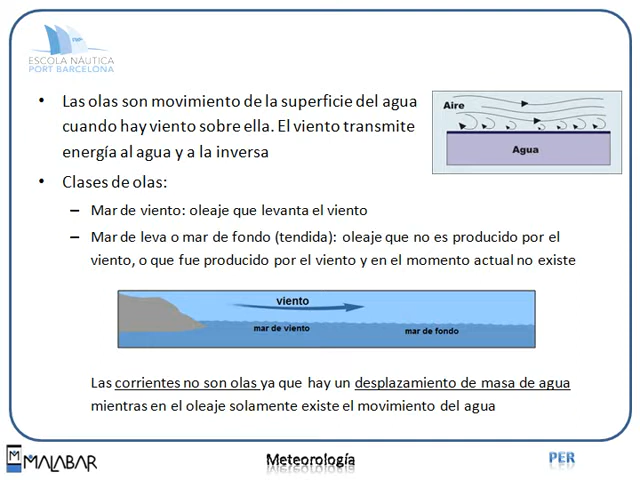 ESCOLA NÁUTICA
PORT BARCELONA
• Las olas son movimiento de la superficie del agua
cuando hay viento sobre ella. El viento transmite
energía al agua y a la inversa
Aire
Agua
• Clases de olas:
– Mar de viento: oleaje que levanta el viento
– Mar de leva o mar de fondo (tendida): oleaje que no es producido por el
viento, o que fue producido por el viento y en el momento actual no existe
viento
mar de viento
mar de fondo
Las corrientes no son olas ya que hay un desplazamiento de masa de agua
mientras en el oleaje solamente existe el movimiento del agua
MALABAR
Meteorología
PER